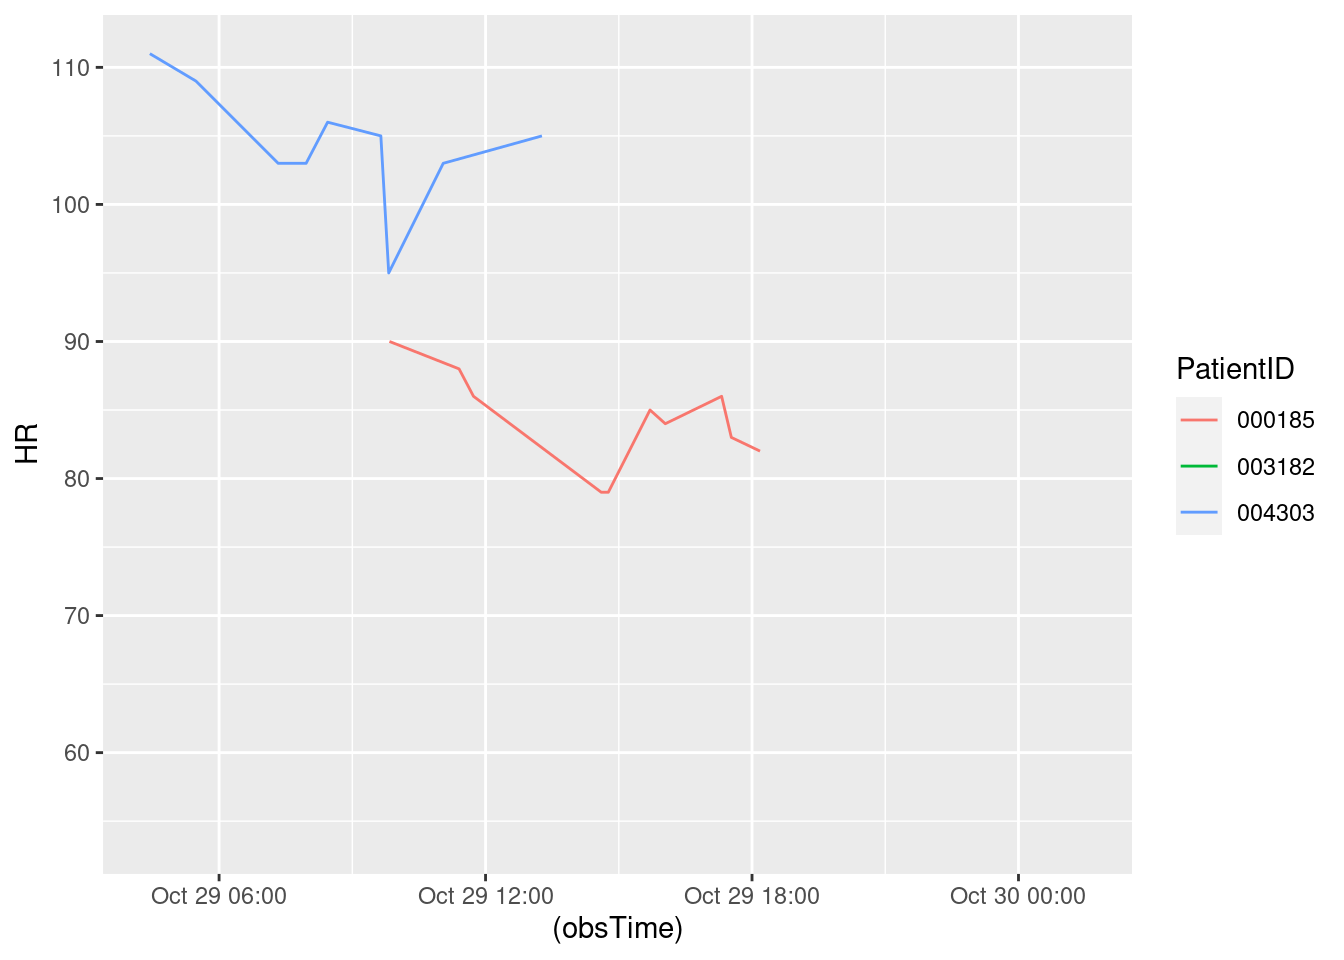 110
100
90
80
70
60
HR
Oct 29 06:00
Oct 29 12:00
Oct 29 18:00
Oct 30 00:00
(obsTime)
PatientID
000185
003182
004303